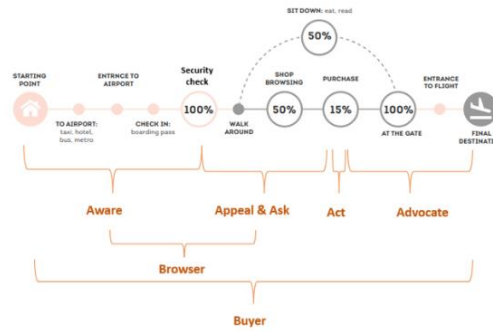 SIT DOWN: eat, read
50%
STARTING
POINT
ENTRNCE TO
AIRPORT
Security
check
SHOP
BROWSING
PURCHASE
ENTRANCE
TO FLIGHT
100%
50%
15%
100%
TO AIRPORT:
taxi, hotel,
bus, metro
CHECK IN:
boarding pass
WALK
AROUND
AT THE GATE
FINAL
DESTINATI
Aware
Appeal & Ask
Act
Advocate
Browser
Buyer